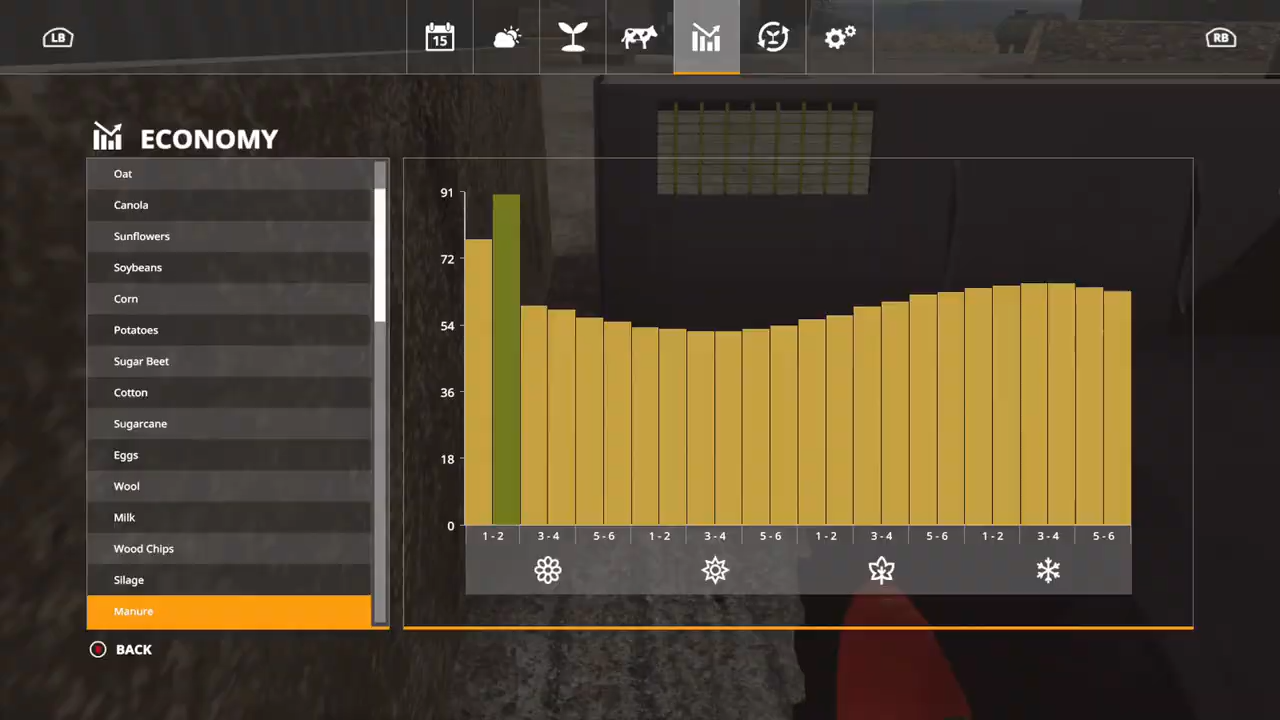 LB
15
RB
ECONOMY
Oat
Canola
Sunflowers
Soybeans
Corn
Potatoes
Sugar Beet
Cotton
Sugarcane
Eggs
Wool
Milk
Wood Chips
Silage
Manure
BACK
91
72
54
36
18
0
1 - 2 3 - 4 5 - 6 1 - 2 3 - 4 5 - 6 1 - 2 3 - 4 5 - 6 1 - 2 3 - 4 5 - 6